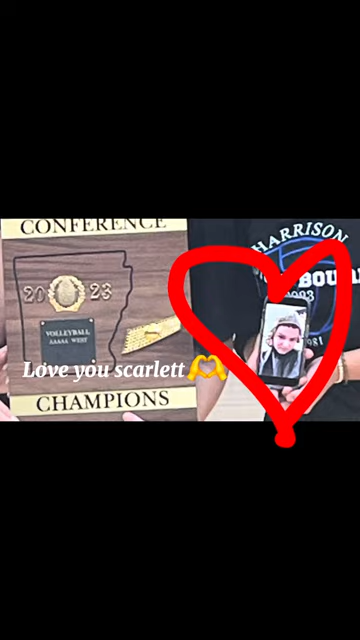 CONFERENCE
2023
VOLLEYBALL
AAAAA WEST
CHAMPIONS
HARRISON
Love you scarlett 🫶